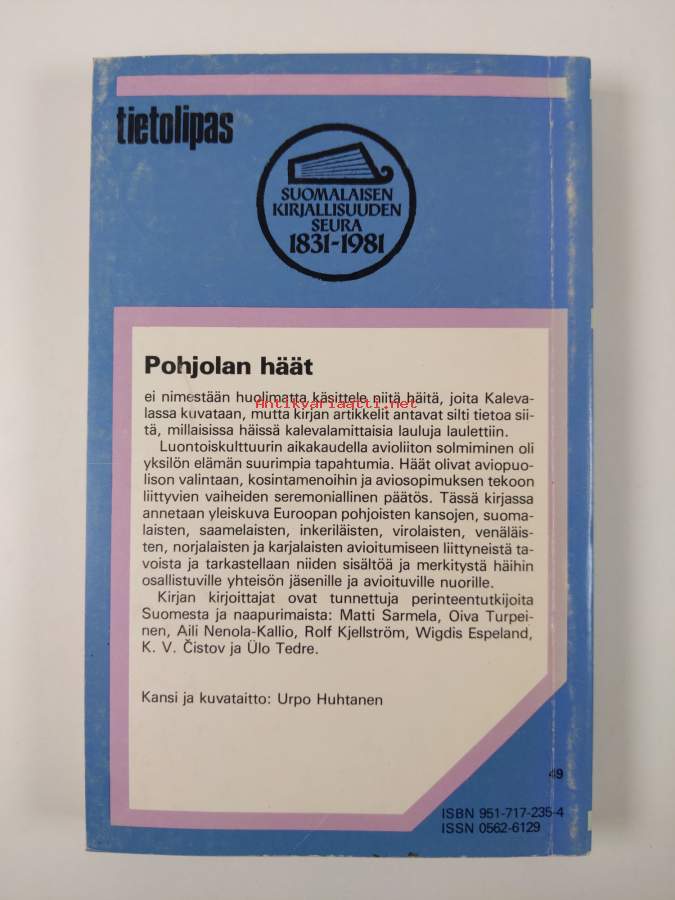 tietolipas
SUOMALAISEN
KIRJALLISUUDEN
SEURA
1831-1981
Pohjolan häät
ei nimestään huolimatta käsittele niitä häitä, joita Kaleva-
lassa kuvataan, mutta kirjan artikkelit antavat silti tietoa sii-
tä, millaisissa häissä kalevalamittaisia lauluja laulettiin.
Antikvariaatti.net
Luontoiskulttuurin aikakaudella avioliiton solmiminen oli
yksilön elämän suurimpia tapahtumia. Häät olivat aviopuo-
lison valintaan, kosintamenoihin ja aviosopimuksen tekoon
liittyvien vaiheiden seremoniallinen päätös. Tässä kirjassa
annetaan yleiskuva Euroopan pohjoisten kansojen, suoma-
laisten, saamelaisten, inkeriläisten, virolaisten, venäläis-
ten, norjalaisten ja karjalaisten avioitumiseen liittyneistä ta-
voista ja tarkastellaan niiden sisältöä ja merkitystä häihin
osallistuville yhteisön jäsenille ja avioituville nuorille.
Kirjan kirjoittajat ovat tunnettuja perinteentutkijoita
Suomesta ja naapurimaista: Matti Sarmela, Oiva Turpei-
nen, Aili Nenola-Kallio, Rolf Kjellström, Wigdis Espeland,
K. V. Čistov ja Ülo Tedre.
Kansi ja kuvataitto: Urpo Huhtanen
49
ISBN 951-717-235-4
ISSN 0562-6129